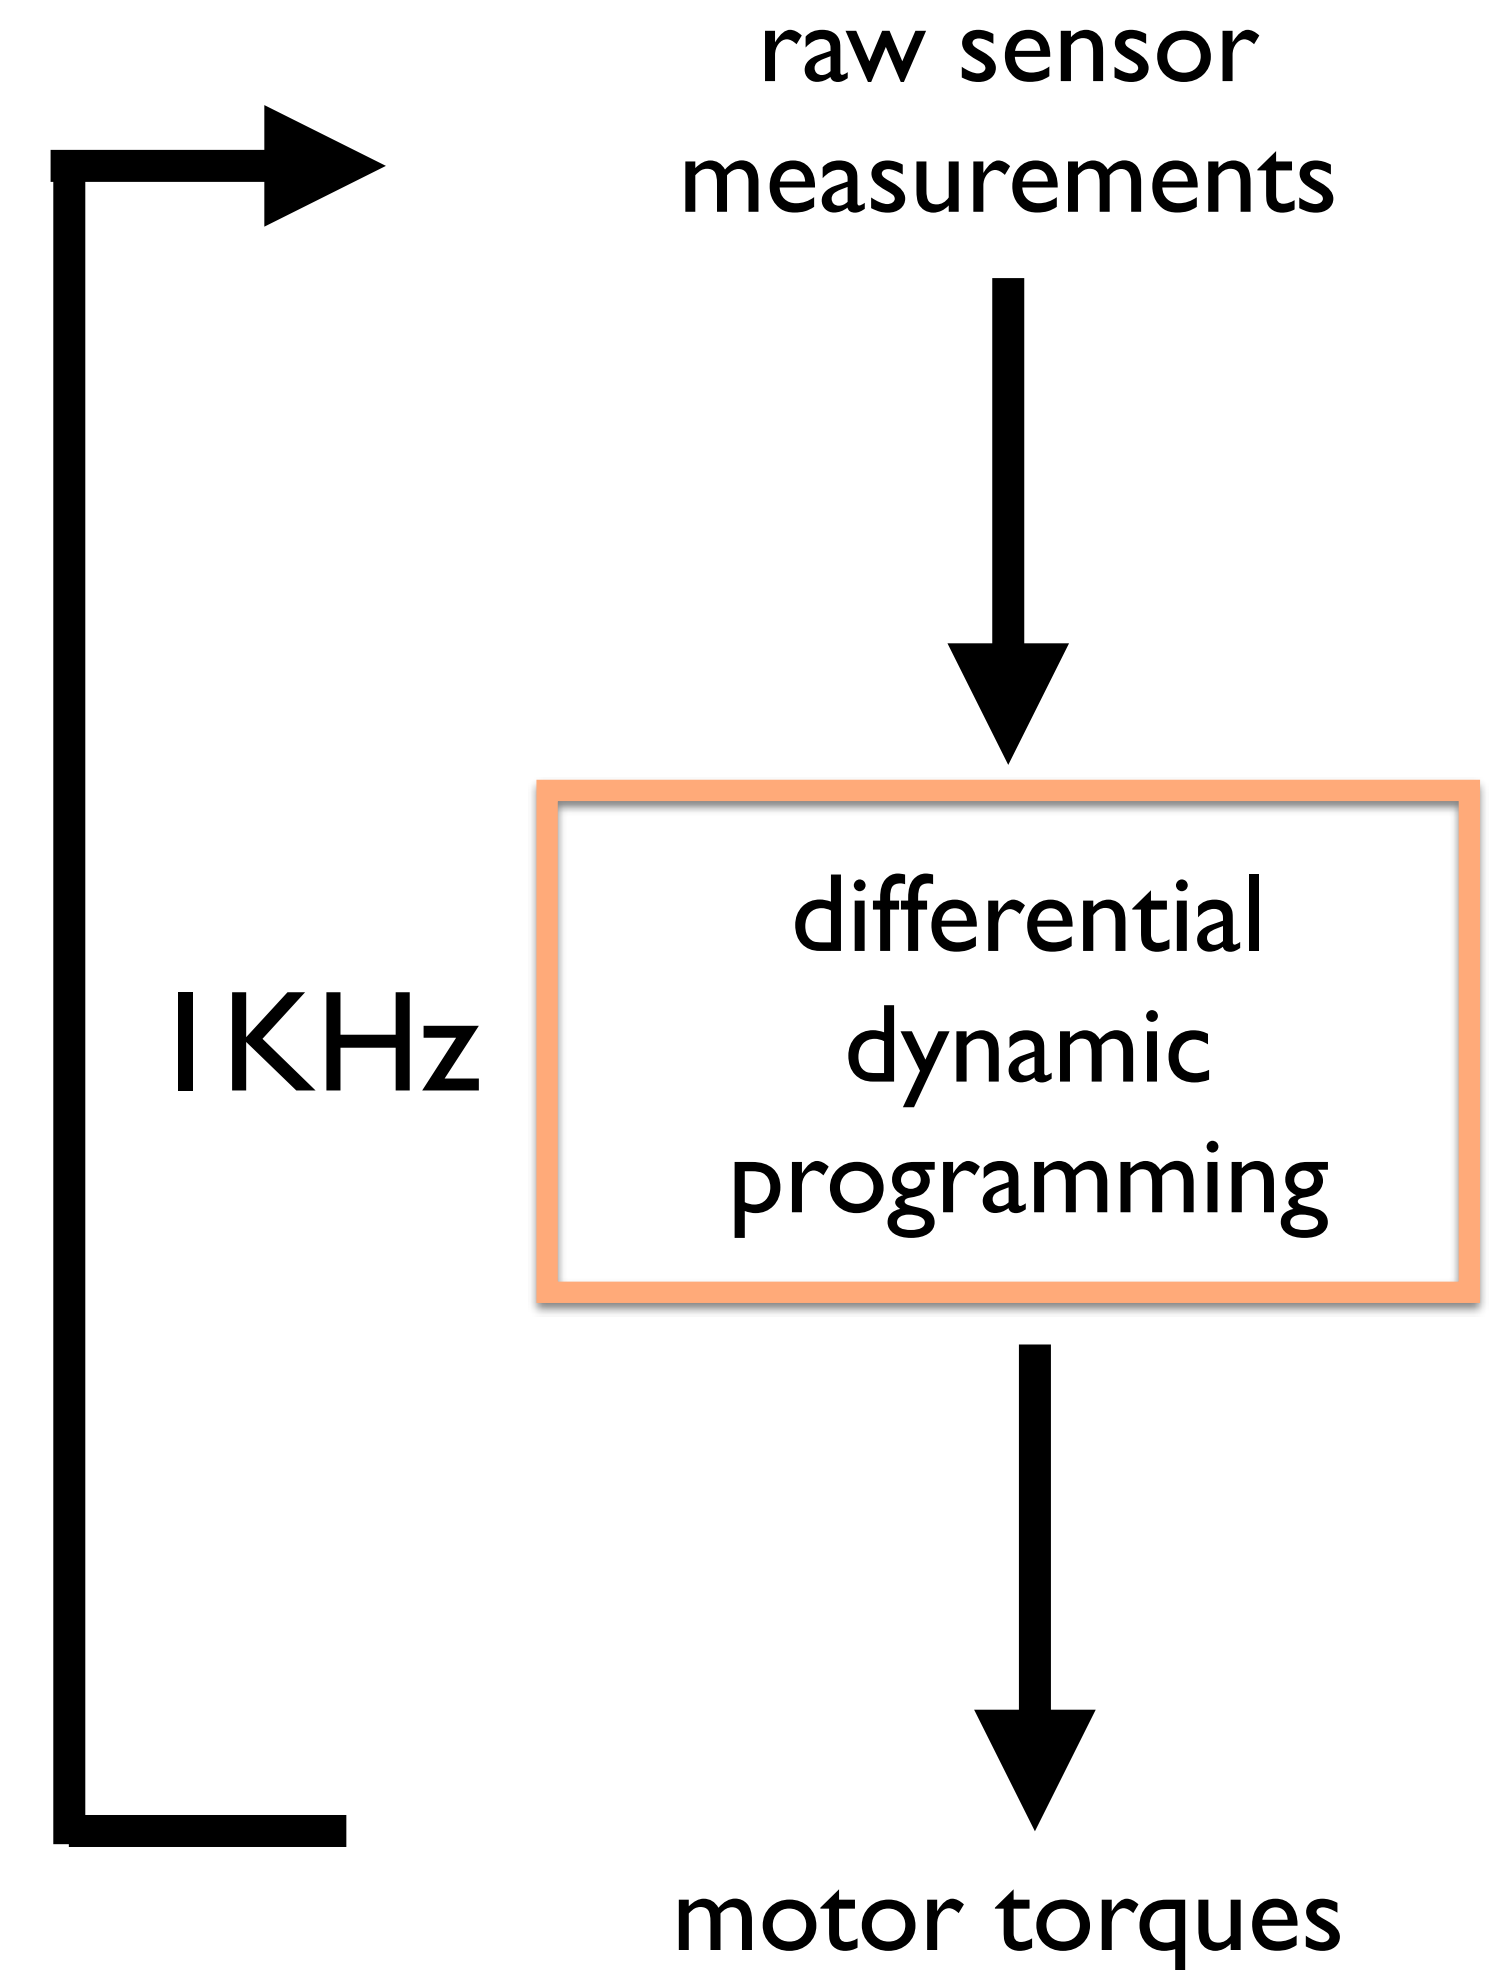 raw sensor
measurements
differential
dynamic
programming
1KHz
motor torques